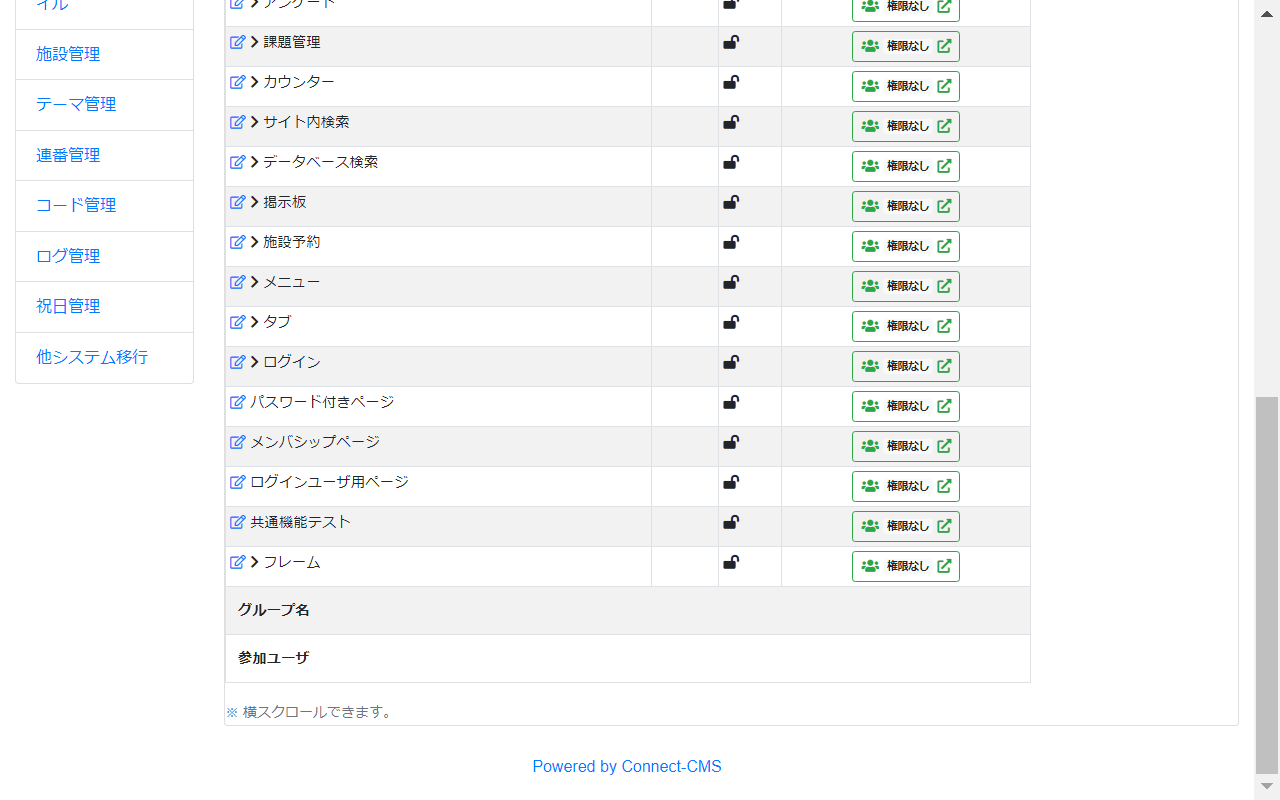 イル
施設管理
テーマ管理
連番管理
コード管理
ログ管理
祝日管理
他システム移行
アンケート 権限なし
課題管理 権限なし
カウンター 権限なし
サイト内検索 権限なし
データベース検索 権限なし
掲示板 権限なし
施設予約 権限なし
メニュー 権限なし
タブ 権限なし
ログイン 権限なし
パスワード付きページ 権限なし
メンバシップページ 権限なし
ログインユーザ用ページ 権限なし
共通機能テスト 権限なし
フレーム 権限なし
グループ名
参加ユーザ
※ 横スクロールできます。
Powered by Connect-CMS